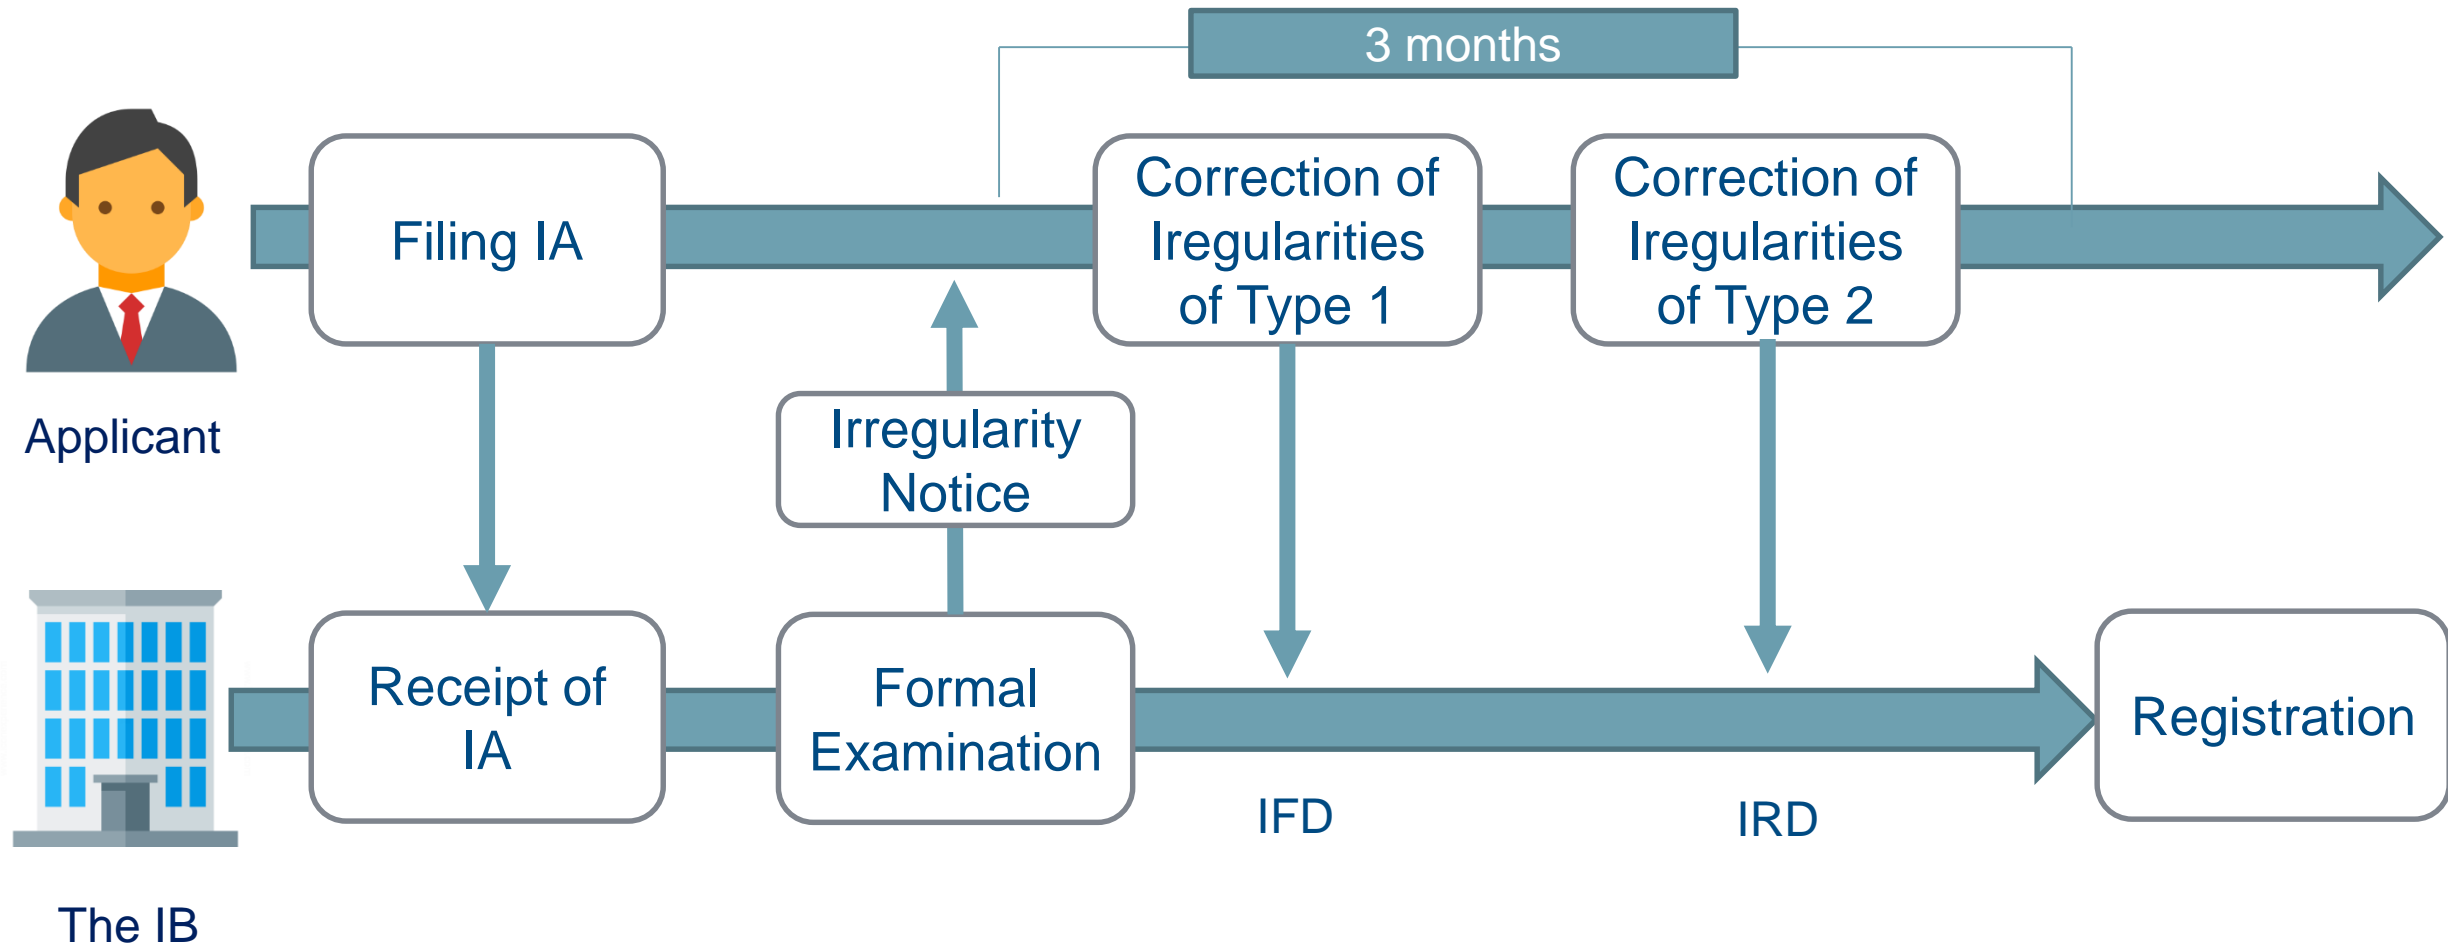 3 months
Filing IA
Correction of
Iregularities
of Type 1
Correction of
Iregularities
of Type 2
Applicant
Irregularity
Notice
Receipt of
IA
Formal
Examination
Registration
IFD
IRD
The IB